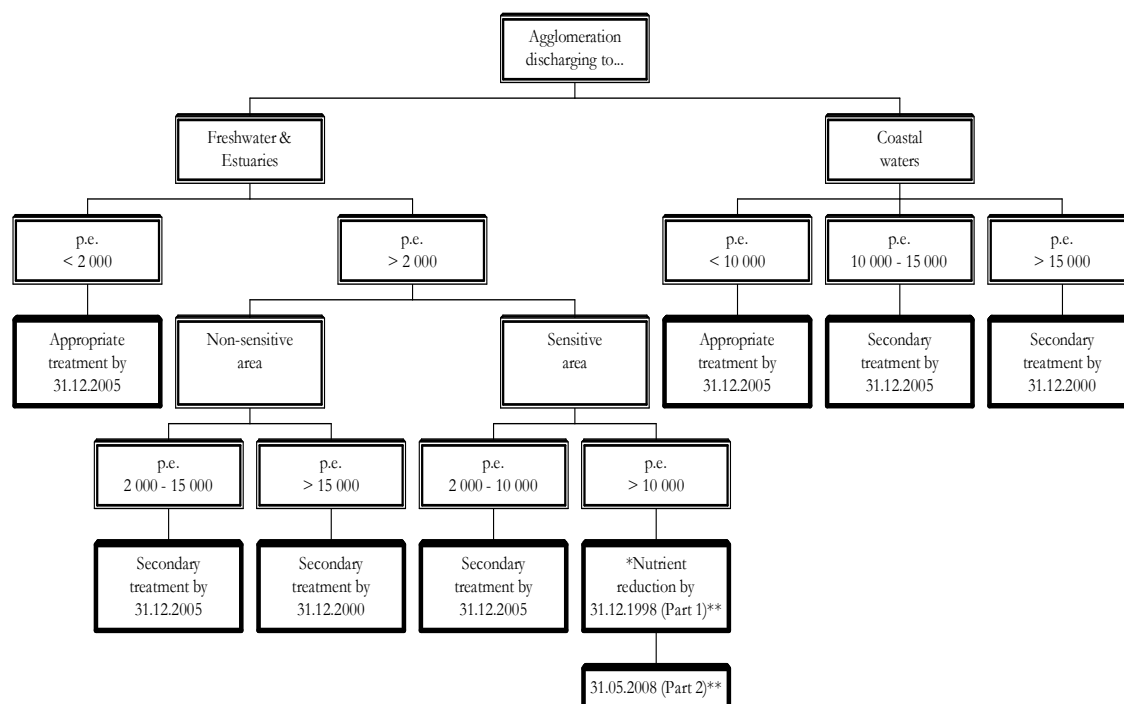 Agglomeration
discharging to...
Freshwater &
Estuaries
Coastal
waters
p.e.
< 2 000
p.e.
> 2 000
p.e.
< 10 000
p.e.
10 000 - 15 000
p.e.
> 15 000
Appropriate
treatment by
31.12.2005
Non-sensitive
area
Sensitive
area
Appropriate
treatment by
31.12.2005
Secondary
treatment by
31.12.2005
Secondary
treatment by
31.12.2000
p.e.
2 000 - 15 000
p.e.
> 15 000
p.e.
2 000 - 10 000
p.e.
> 10 000
Secondary
treatment by
31.12.2005
Secondary
treatment by
31.12.2000
Secondary
treatment by
31.12.2005
*Nutrient
reduction by
31.12.1998 (Part 1)**
31.05.2008 (Part 2)**